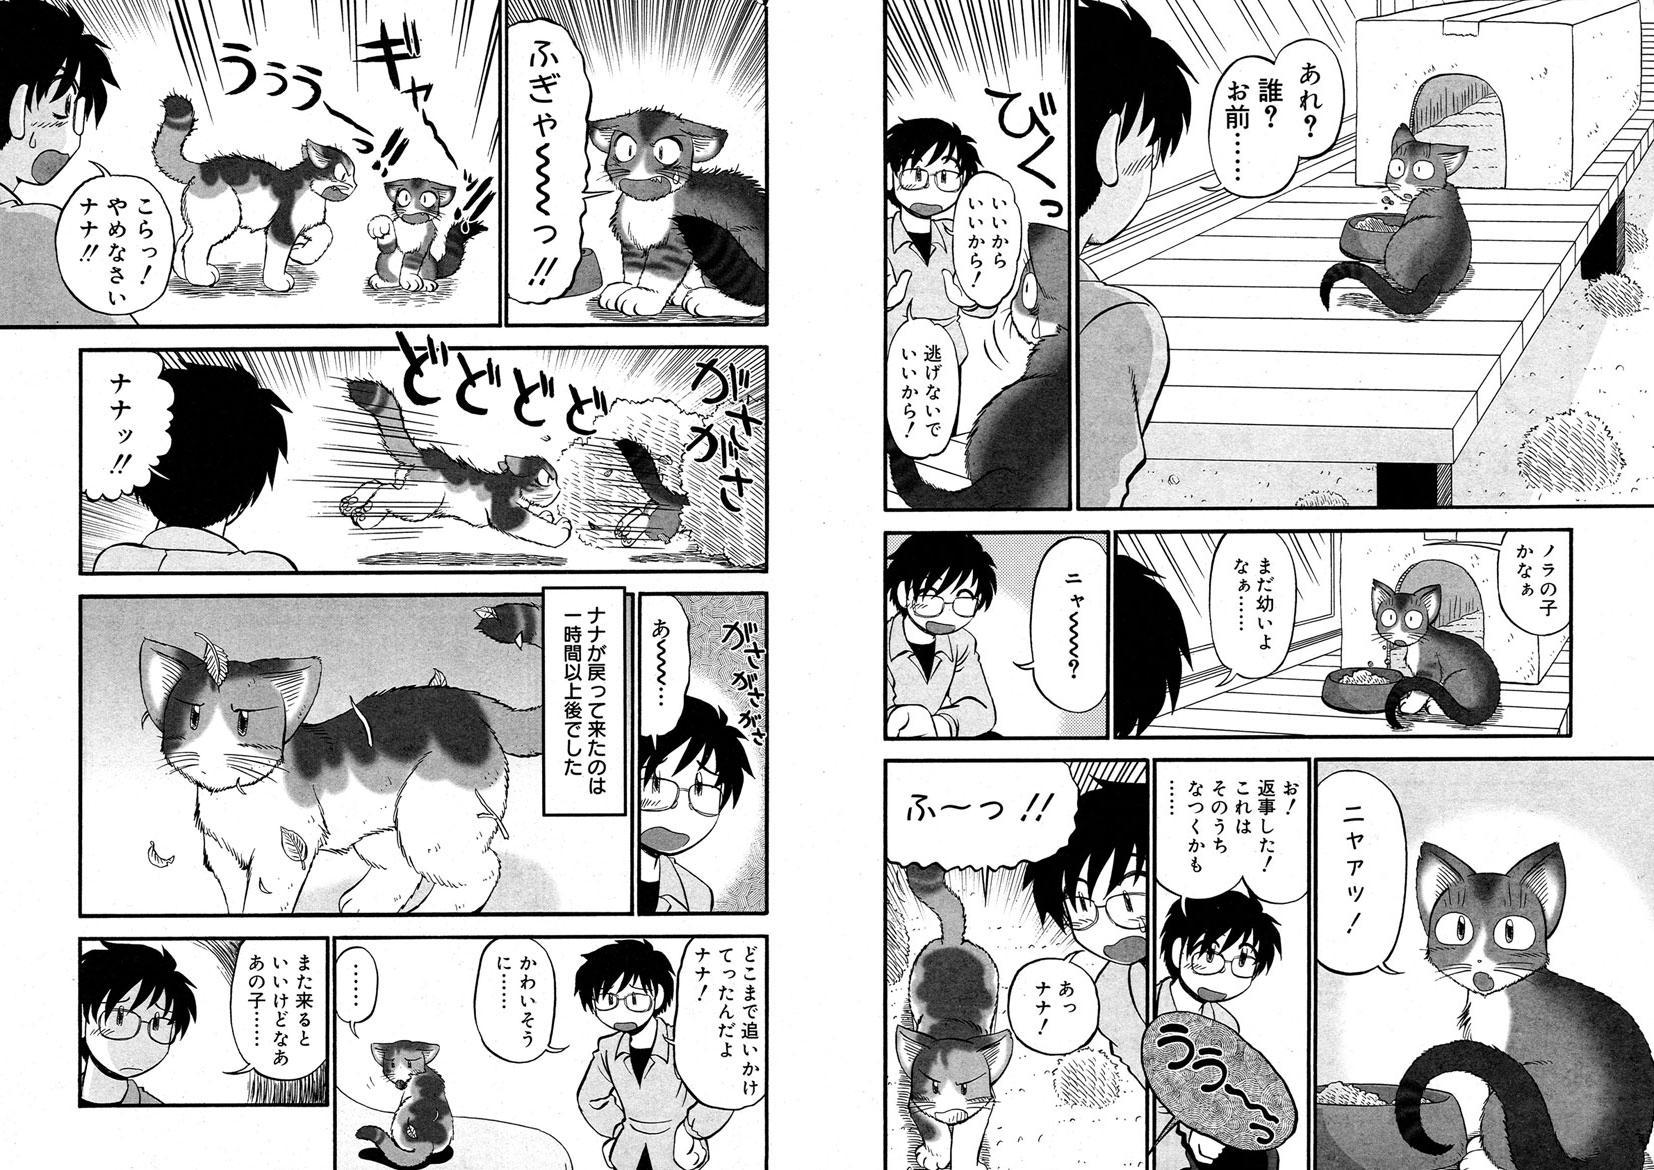 あれ?
誰?
お前……
びくっ
いいから
いいから!
逃げないで
いいから!
ノラの子
かなぁ
まだ幼いよ
なぁ……
ニャ〜〜〜?
ニャアッ!
お!
返事した!
これは
そのうち
なつくかも
……
うう〜〜っ
ふ〜っ!!
あっ
ナナ!
ふぎゃ〜〜〜っ!!
ギャーっ!!
ううう〜
こらっ!
やめなさい
ナナ!!
がさがさ
どどどど
ナナッ!!
がさがさがさ
あ〜〜〜…
ナナが戻って来たのは
一時間以上後でした
どこまで追いかけ
てったんだよ
ナナ!
かわいそう
に……
……
また来ると
いいけどなあ
あの子……